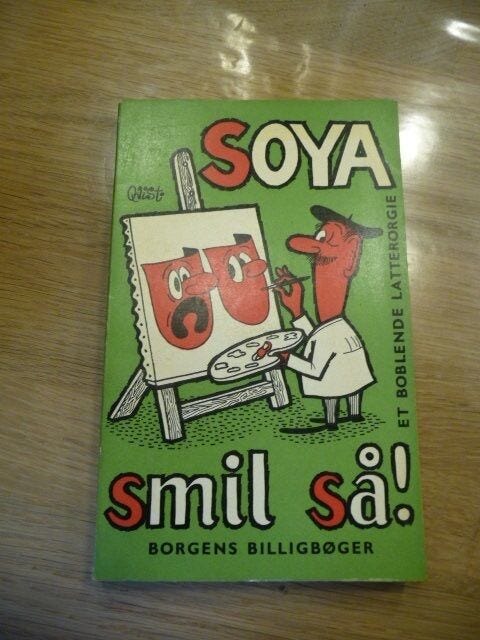 SOYA
ET BOBLENDE LATTERORGIE
smil så!
BORGENS BILLIGBØGER